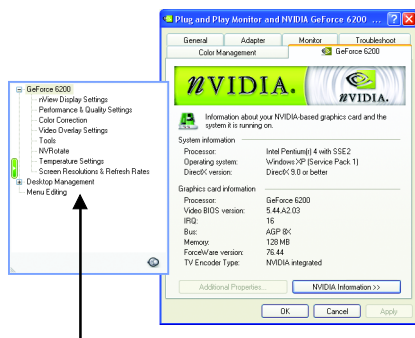 Plug and Play Monitor and NVIDIA GeForce 6200 ...
General Adapter Monitor Troubleshoot
Color Management GeForce 6200
NVIDIA. NVIDIA.
Information about your NVIDIA-based graphics card and the
system it is running on.
System information
Processor: Intel Pentium(r) 4 with SSE2
Operating system: Windows XP (Service Pack 1)
DirectX version: DirectX 9.0 or better
Graphics card information
Processor: GeForce 6200
Video BIOS version: 5.44.A2.03
IRQ: 16
Bus: AGP 8X
Memory: 128 MB
ForceWare version: 76.44
TV Encoder Type: NVIDIA integrated
Additional Properties... NVIDIA Information >>
OK Cancel Apply
GeForce 6200
nView Display Settings
Performance & Quality Settings
Color Correction
Video Overlay Settings
Tools
NVRotate
Temperature Settings
Screen Resolutions & Refresh Rates
Desktop Management
Menu Editing